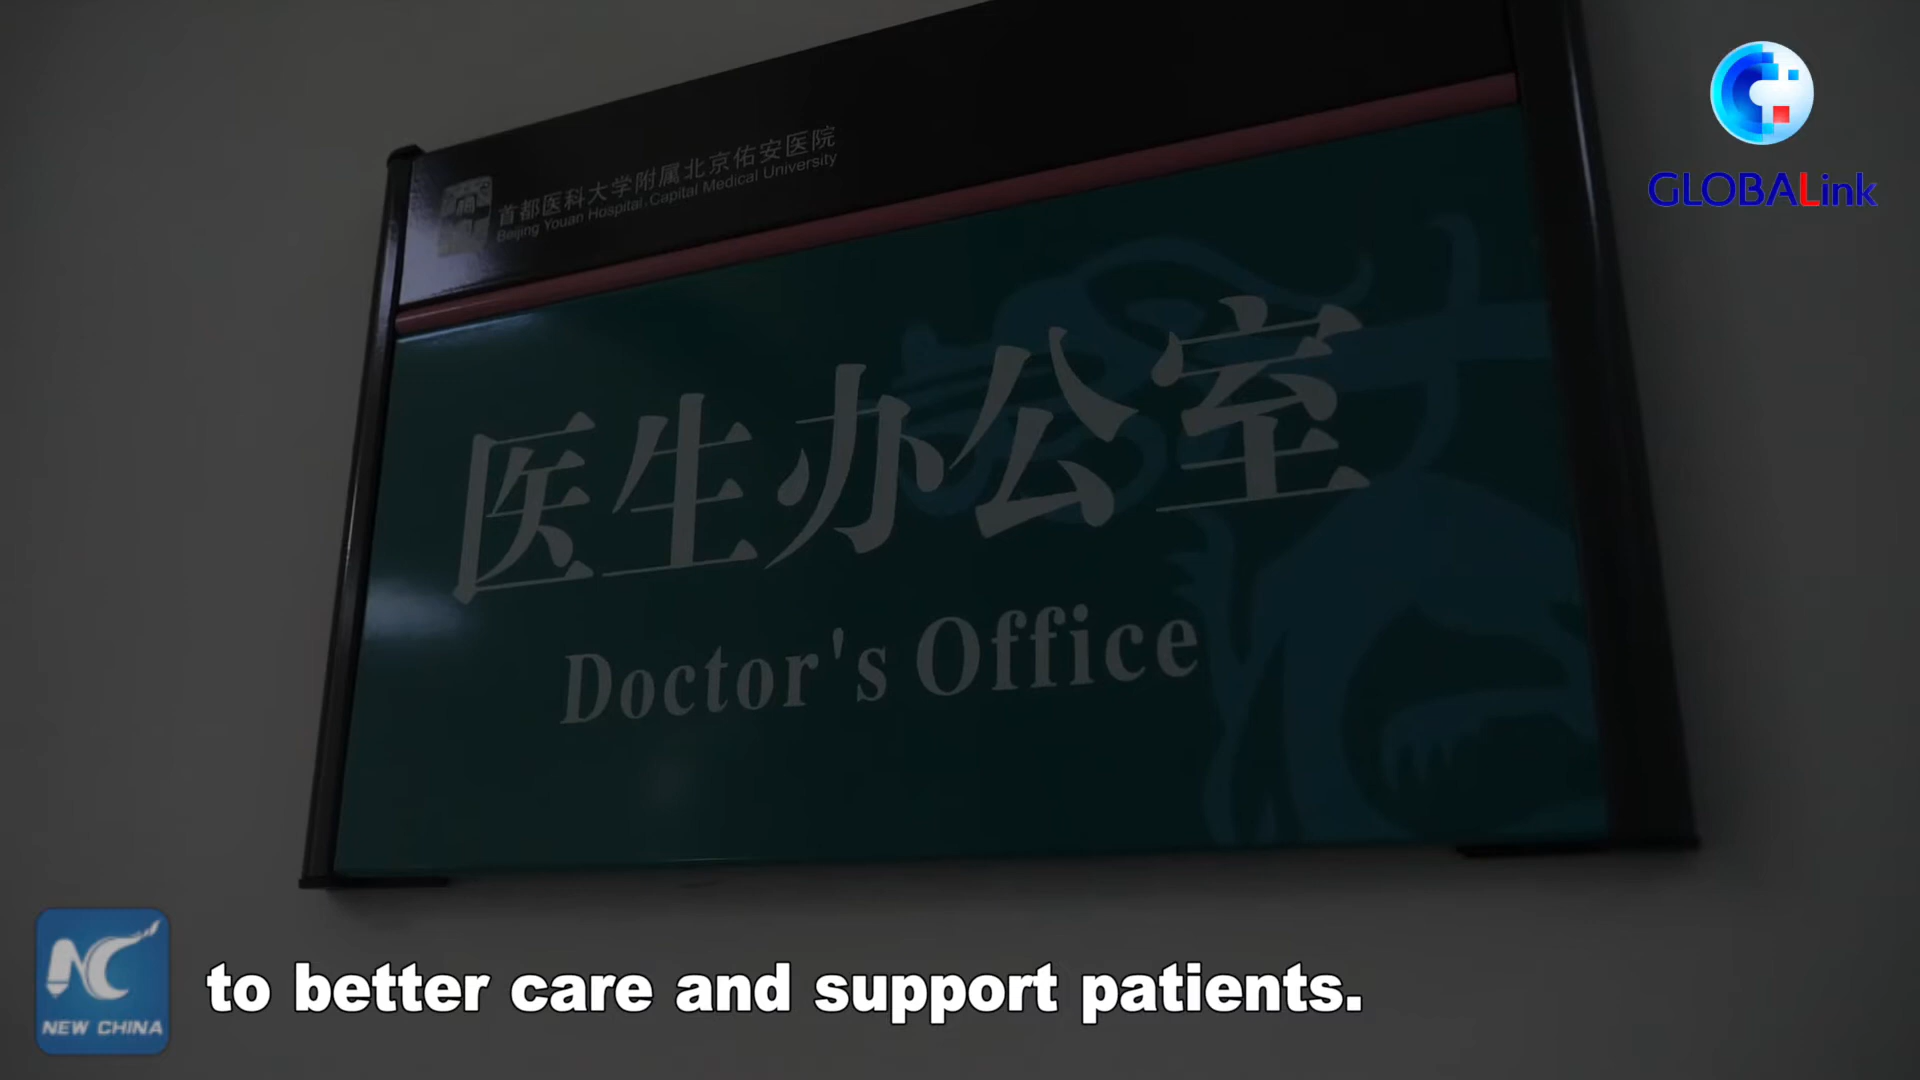 GLOBALink
首都医科大学附属北京佑安医院
Beijing Youan Hospital,Capital Medical University
医生办公室
Doctor's Office
to better care and support patients.
NC
NEW CHINA